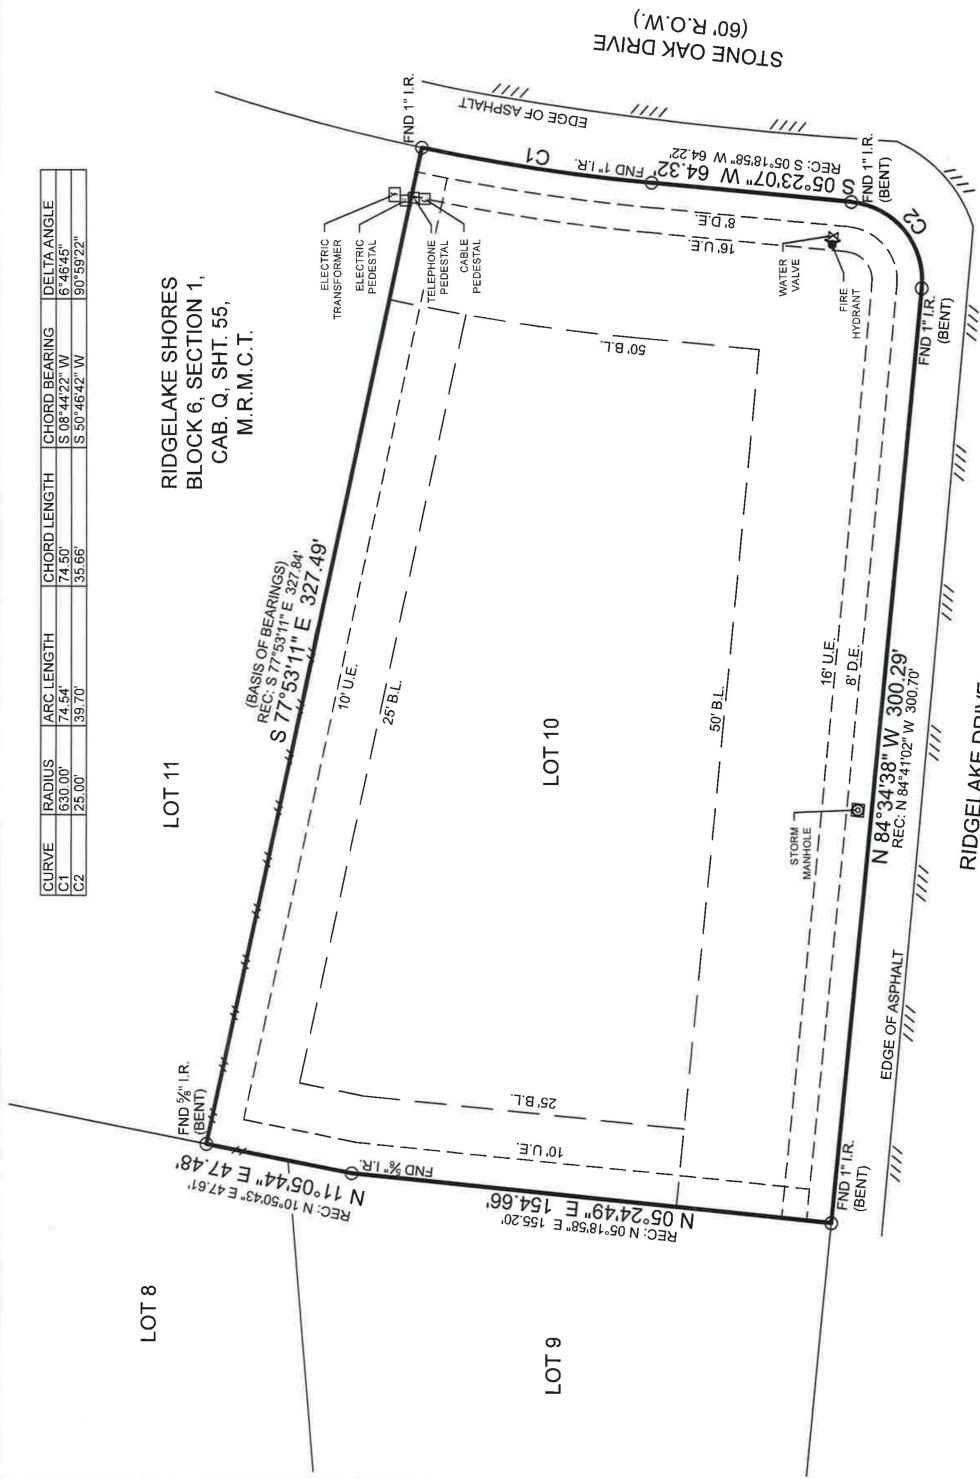 CURVE RADIUS ARC LENGTH CHORD LENGTH CHORD BEARING DELTA ANGLE
C1 630.00' 74.54' 74.50' S 08°44'22" W 6°46'45"
C2 25.00' 39.70' 35.66' S 50°46'42" W 90°59'22"
RIDGELAKE SHORES
BLOCK 6, SECTION 1,
CAB. Q, SHT. 55,
M.R.M.C.T.
LOT 11
(BASIS OF BEARINGS)
REC: S 77°53'11" E 327.84'
S 77°53'11" E 327.49'
LOT 8
FND ⅝" I.R.
(BENT)
N 11°05'44" E 47.48'
REC: N 10°50'43" E 47.61'
FND ⅝" I.R.
N 05°24'49" E 154.66'
REC: N 05°18'58" E 155.20'
LOT 9
FND 1" I.R.
(BENT)
10' U.E.
25' B.L.
10' U.E.
25' B.L.
LOT 10
50' B.L.
50' B.L.
ELECTRIC
TRANSFORMER
ELECTRIC
PEDESTAL
TELEPHONE
PEDESTAL
CABLE
PEDESTAL
FND 1" I.R.
C1
FND 1" I.R.
S 05°23'07" W 64.32'
REC: S 05°18'58" W 64.22'
8' D.E.
16' U.E.
EDGE OF ASPHALT
STONE OAK DRIVE
(60' R.O.W.)
FND 1" I.R.
(BENT)
WATER
VALVE
FIRE
HYDRANT
C2
FND 1" I.R.
(BENT)
STORM
MANHOLE
16' U.E.
8' D.E.
N 84°34'38" W 300.29'
REC: N 84°41'02" W 300.70'
EDGE OF ASPHALT
RIDGELAKE DRIVE